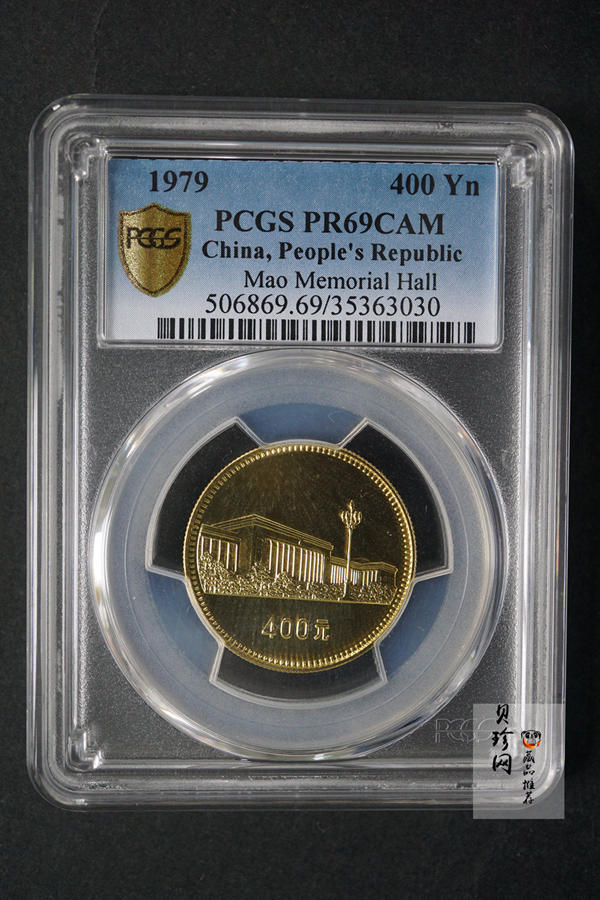 1979 400 Yn
PCGS
PCGS PR69CAM
China, People's Republic
Mao Memorial Hall
506869.69/35363030
400元
PCGS
贝珍网
藏品
推荐